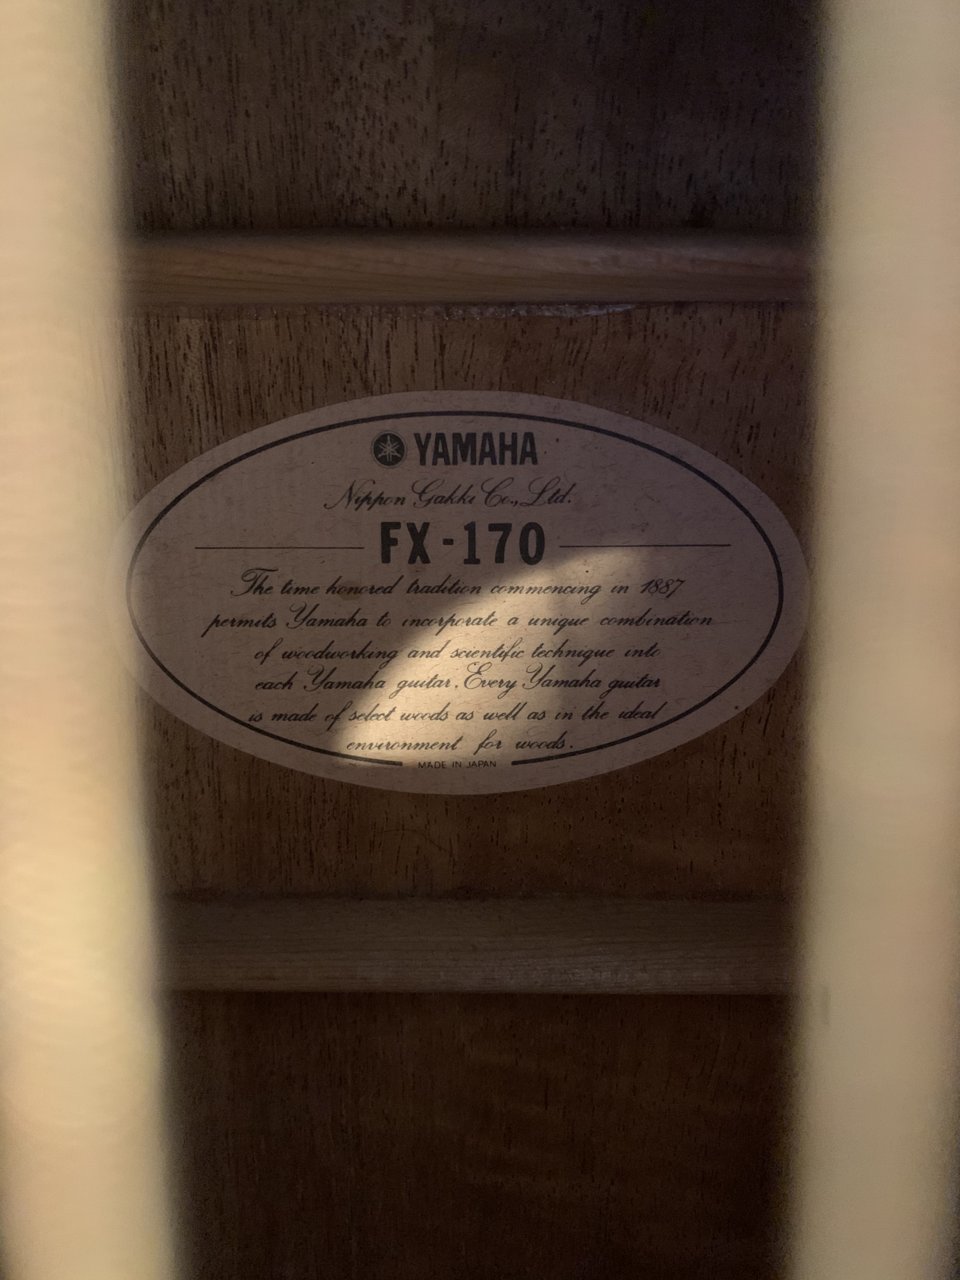 YAMAHA
Nippon Gakki Co., Ltd.
FX-170
The time honored tradition commencing in 1887
permits Yamaha to incorporate a unique combination
of woodworking and scientific technique into
each Yamaha guitar. Every Yamaha guitar
is made of select woods as well as in the ideal
environment for woods.
MADE IN JAPAN